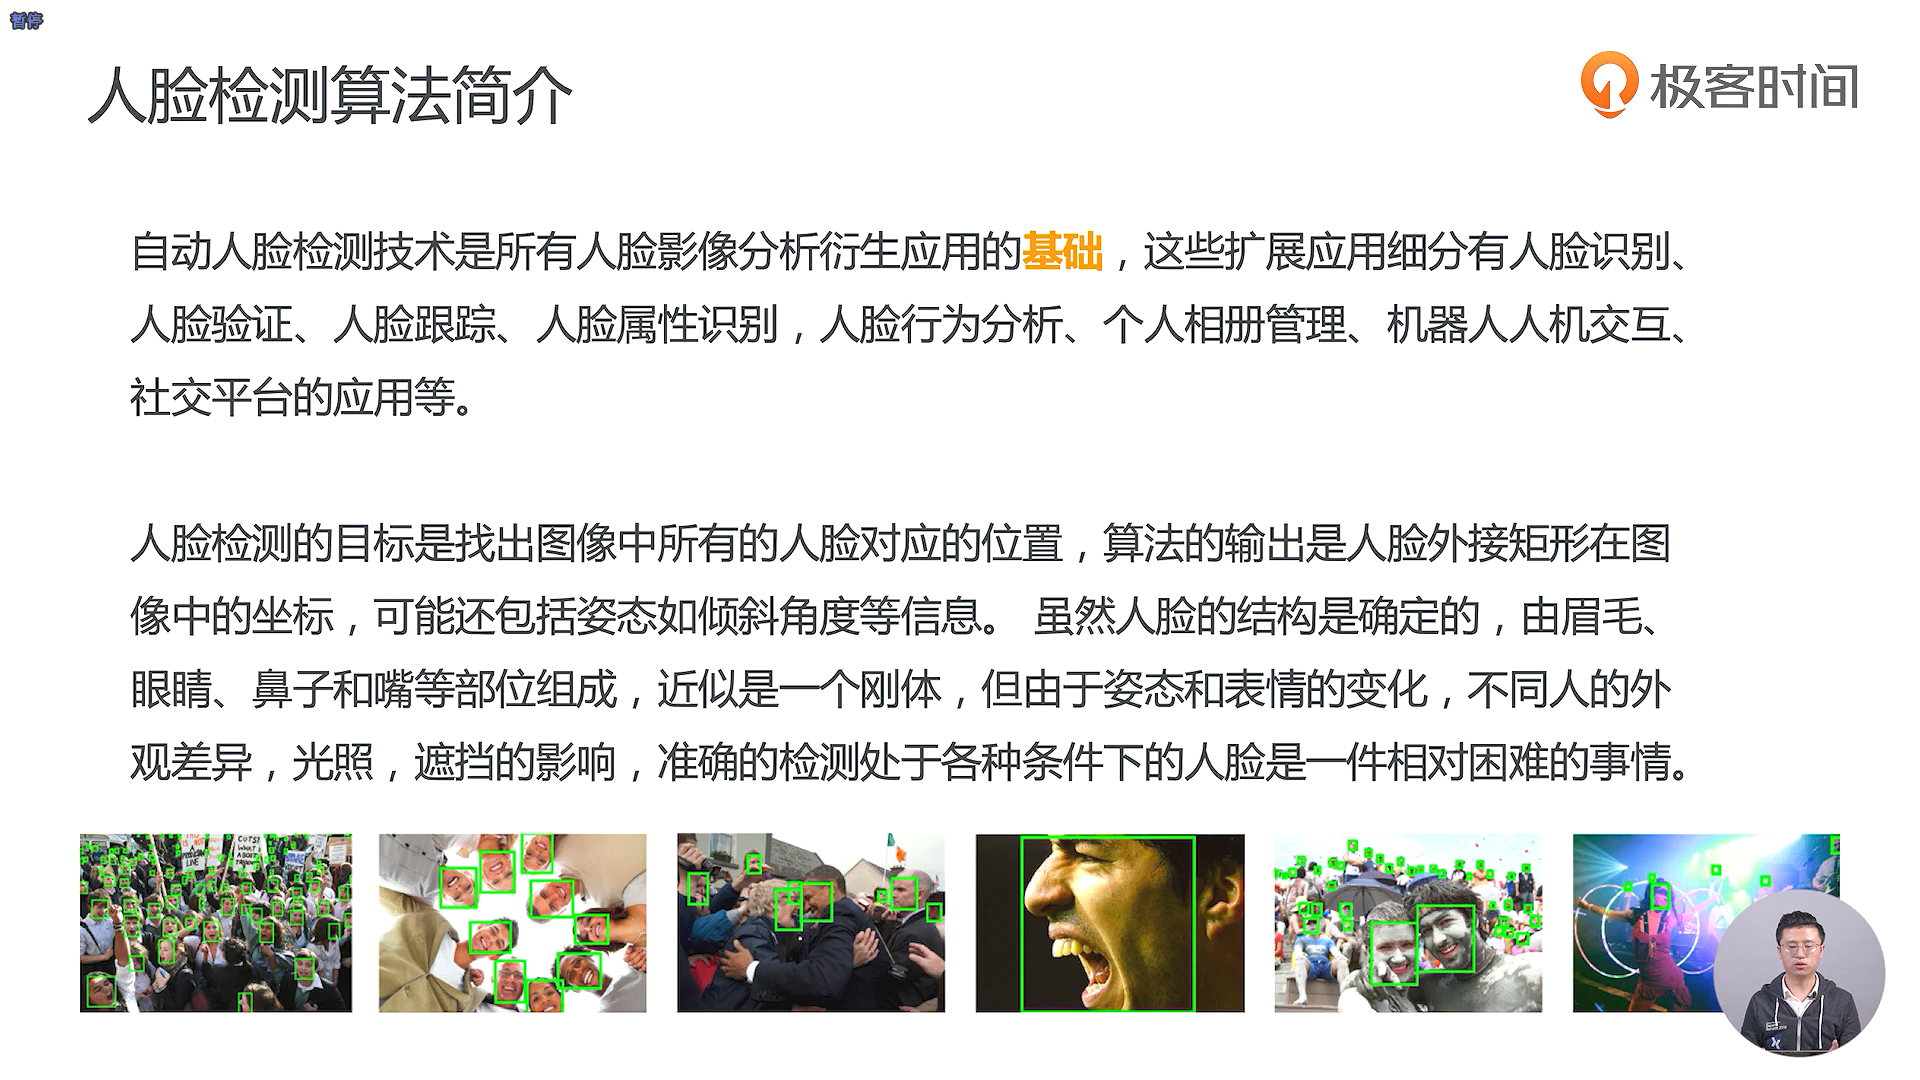 暂停
人脸检测算法简介
极客时间
自动人脸检测技术是所有人脸影像分析衍生应用的基础，这些扩展应用细分有人脸识别、
人脸验证、人脸跟踪、人脸属性识别，人脸行为分析、个人相册管理、机器人人机交互、
社交平台的应用等。
人脸检测的目标是找出图像中所有的人脸对应的位置，算法的输出是人脸外接矩形在图
像中的坐标，可能还包括姿态如倾斜角度等信息。 虽然人脸的结构是确定的，由眉毛、
眼睛、鼻子和嘴等部位组成，近似是一个刚体，但由于姿态和表情的变化，不同人的外
观差异，光照，遮挡的影响，准确的检测处于各种条件下的人脸是一件相对困难的事情。
CUTS!
WHAT